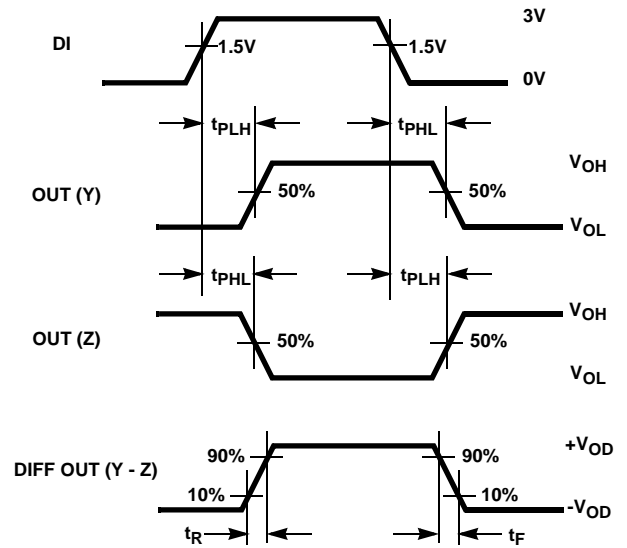 3V
DI
1.5V
1.5V
0V
tPLH
tPHL
VOH
OUT (Y)
50%
50%
VOL
tPHL
tPLH
VOH
OUT (Z)
50%
50%
VOL
+VOD
DIFF OUT (Y - Z)
90%
90%
10%
10%
-VOD
tR
tF